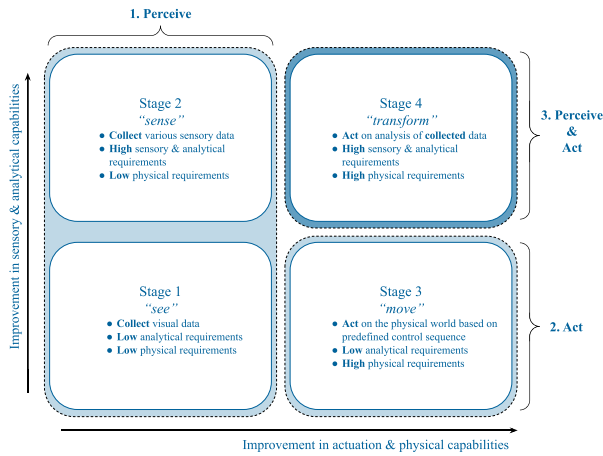 1. Perceive
Improvement in sensory & analytical capabilities
Stage 2
“sense”
● Collect various sensory data
● High sensory & analytical
requirements
● Low physical requirements
Stage 4
“transform”
● Act on analysis of collected data
● High sensory & analytical
requirements
● High physical requirements
3. Perceive
&
Act
Stage 1
“see”
● Collect visual data
● Low analytical requirements
● Low physical requirements
Stage 3
“move”
● Act on the physical world based on
predefined control sequence
● Low analytical requirements
● High physical requirements
2. Act
Improvement in actuation & physical capabilities